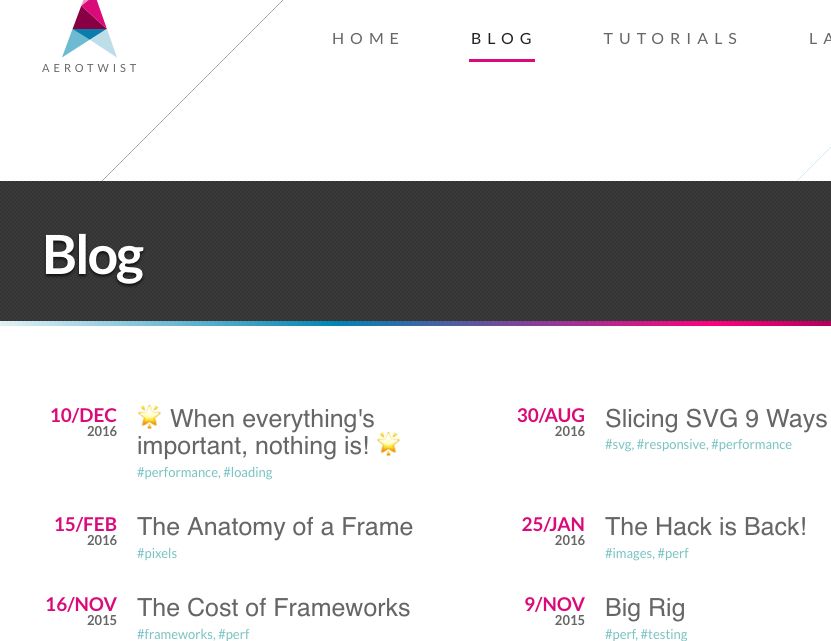 AEROTWIST
HOME BLOG TUTORIALS LA
Blog
10/DEC
2016
🌟 When everything's
important, nothing is! 🌟
#performance, #loading
30/AUG
2016
Slicing SVG 9 Ways
#svg, #responsive, #performance
15/FEB
2016
The Anatomy of a Frame
#pixels
25/JAN
2016
The Hack is Back!
#images, #perf
16/NOV
2015
The Cost of Frameworks
#frameworks, #perf
9/NOV
2015
Big Rig
#perf, #testing